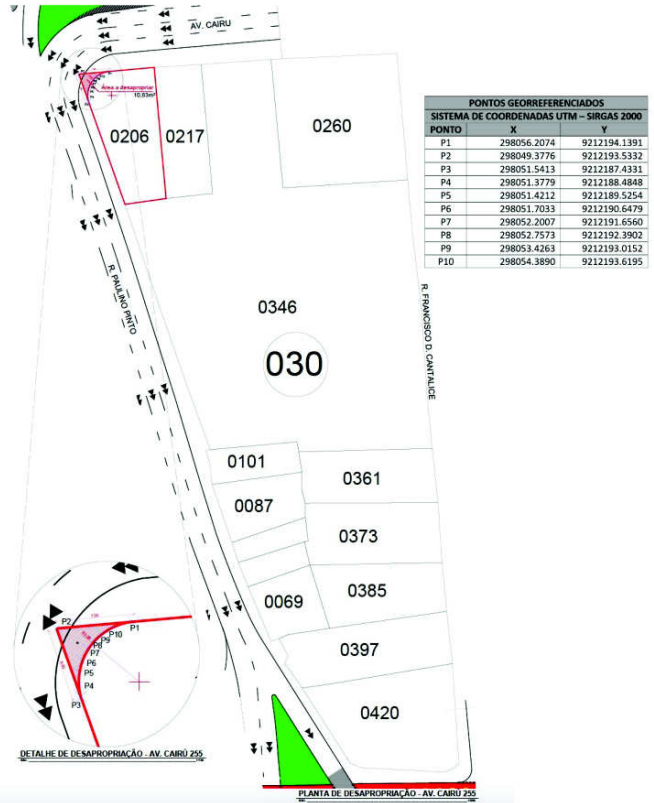 AV. CAIRU
Área a desapropriar
10,83m²
0206
0217
0260
R. PAULINO PINTO
0346
030
R. FRANCISCO D. CANTALICE
0101
0361
0087
0373
0069
0385
0397
0420
PONTOS GEORREFERENCIADOS
SISTEMA DE COORDENADAS UTM – SIRGAS 2000
PONTO X Y
P1 298056.2074 9212194.1391
P2 298049.3776 9212193.5332
P3 298051.5413 9212187.4331
P4 298051.3779 9212188.4848
P5 298051.4212 9212189.5254
P6 298051.7033 9212190.6479
P7 298052.2007 9212191.6560
P8 298052.7573 9212192.3902
P9 298053.4263 9212193.0152
P10 298054.3890 9212193.6195
P2
P1
P10
P9
P8
P7
P6
P5
P4
P3
DETALHE DE DESAPROPRIAÇÃO - AV. CAIRÚ 255
PLANTA DE DESAPROPRIAÇÃO - AV. CAIRÚ 255